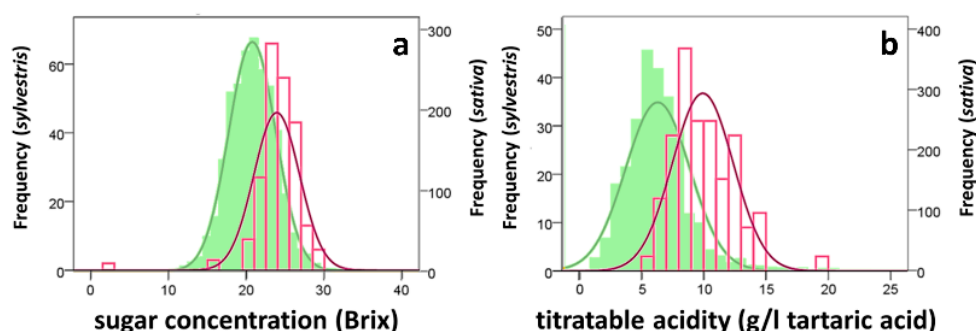 a
Frequency (sylvestris)
60
40
20
0
300
200
100
0
Frequency (sativa)
0 10 20 30 40
sugar concentration (Brix)
b
Frequency (sylvestris)
50
40
30
20
10
0
400
300
200
100
0
Frequency (sativa)
0 5 10 15 20 25
titratable acidity (g/l tartaric acid)